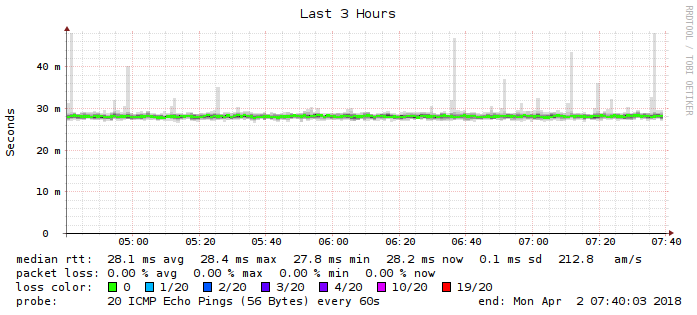 Last 3 Hours
RRDTOOL / TOBI OETIKER
Seconds
40 m
30 m
20 m
10 m
0
05:00 05:20 05:40 06:00 06:20 06:40 07:00 07:20 07:40
median rtt: 28.1 ms avg 28.4 ms max 27.8 ms min 28.2 ms now 0.1 ms sd 212.8 am/s
packet loss: 0.00 % avg 0.00 % max 0.00 % min 0.00 % now
loss color: 0 1/20 2/20 3/20 4/20 10/20 19/20
probe: 20 ICMP Echo Pings (56 Bytes) every 60s end: Mon Apr 2 07:40:03 2018